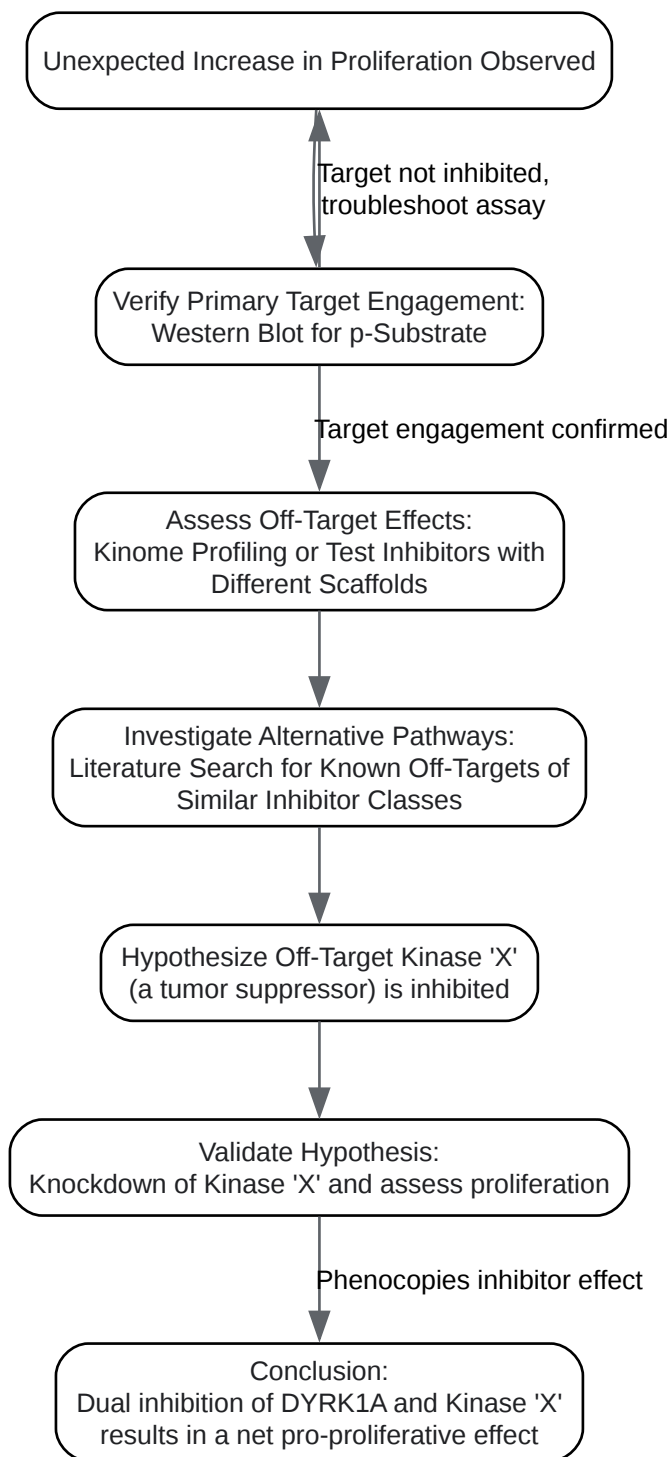 Unexpected Increase in Proliferation Observed
Target not inhibited,
troubleshoot assay
Verify Primary Target Engagement:
Western Blot for p-Substrate
Target engagement confirmed
Assess Off-Target Effects:
Kinome Profiling or Test Inhibitors with
Different Scaffolds
Investigate Alternative Pathways:
Literature Search for Known Off-Targets of
Similar Inhibitor Classes
Hypothesize Off-Target Kinase 'X'
(a tumor suppressor) is inhibited
Validate Hypothesis:
Knockdown of Kinase 'X' and assess proliferation
Phenocopies inhibitor effect
Conclusion:
Dual inhibition of DYRK1A and Kinase 'X'
results in a net pro-proliferative effect